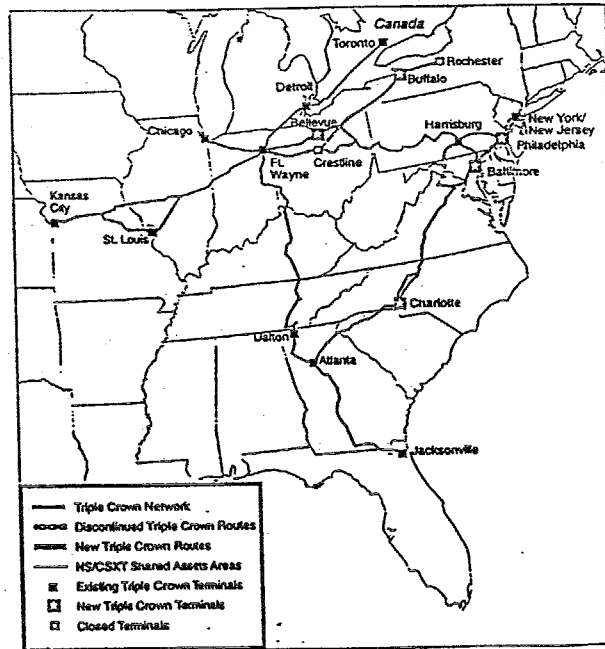 Canada
Toronto
Rochester
Buffalo
Detroit
Bellevue
Harrisburg
New York/
New Jersey
Chicago
Philadelphia
Ft.
Wayne
Crestline
Baltimore
Kansas
City
St. Louis
Charlotte
Dalton
Atlanta
Jacksonville
Triple Crown Network
Discontinued Triple Crown Routes
New Triple Crown Routes
NS/CSXT Shared Assets Areas
Existing Triple Crown Terminals
New Triple Crown Terminals
Closed Terminals